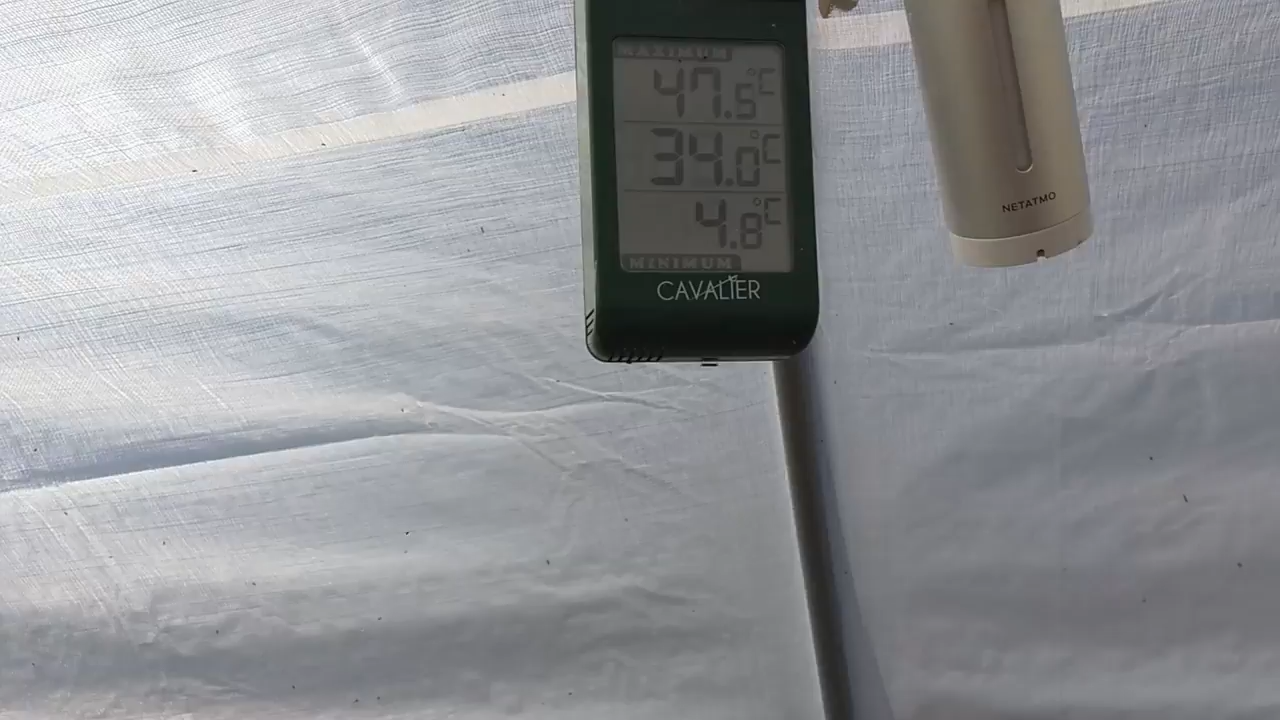 MAXIMUM
47.5°C
34.0°C
4.8°C
MINIMUM
CAVALIER
NETATMO